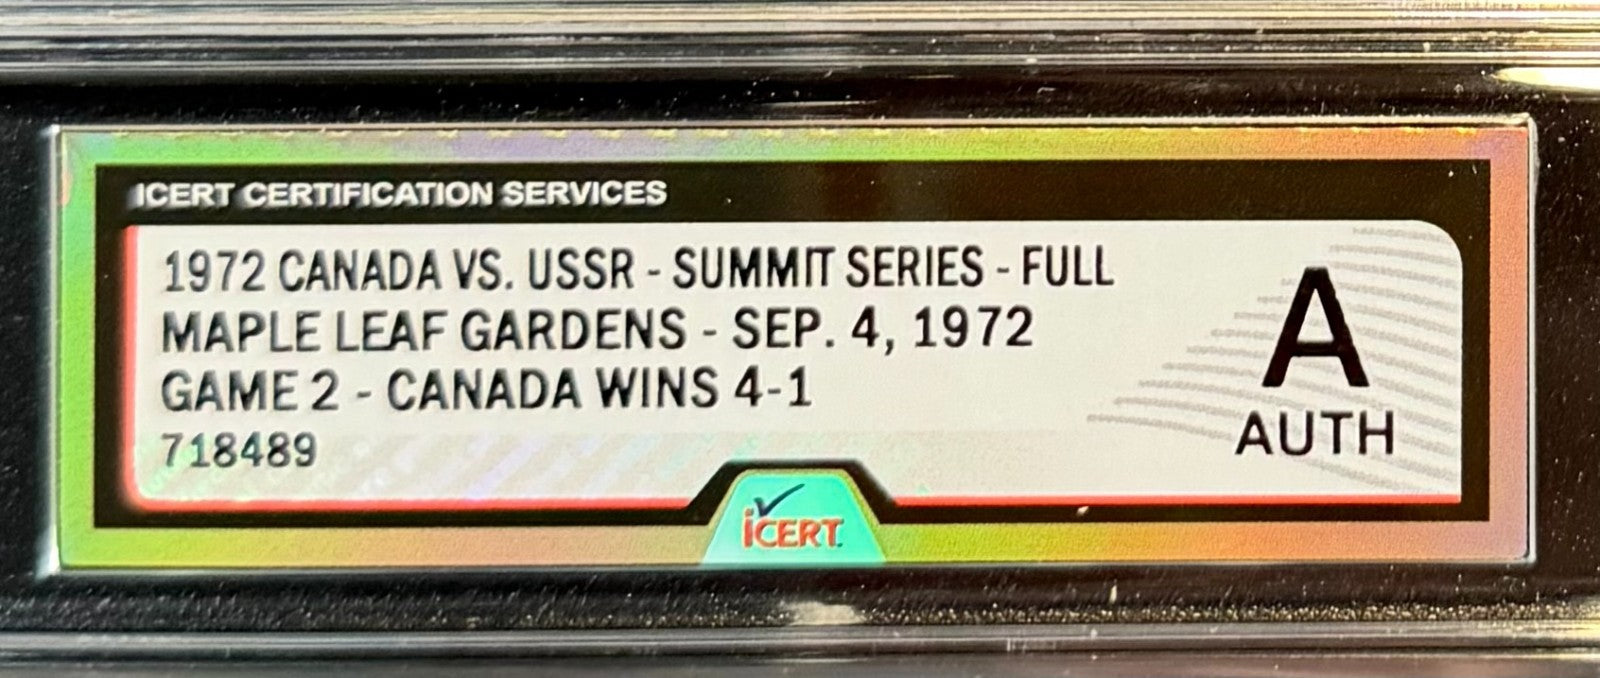 ICERT CERTIFICATION SERVICES
1972 CANADA VS. USSR - SUMMIT SERIES - FULL
MAPLE LEAF GARDENS - SEP. 4, 1972
GAME 2 - CANADA WINS 4-1
718489
A
AUTH
iCERT